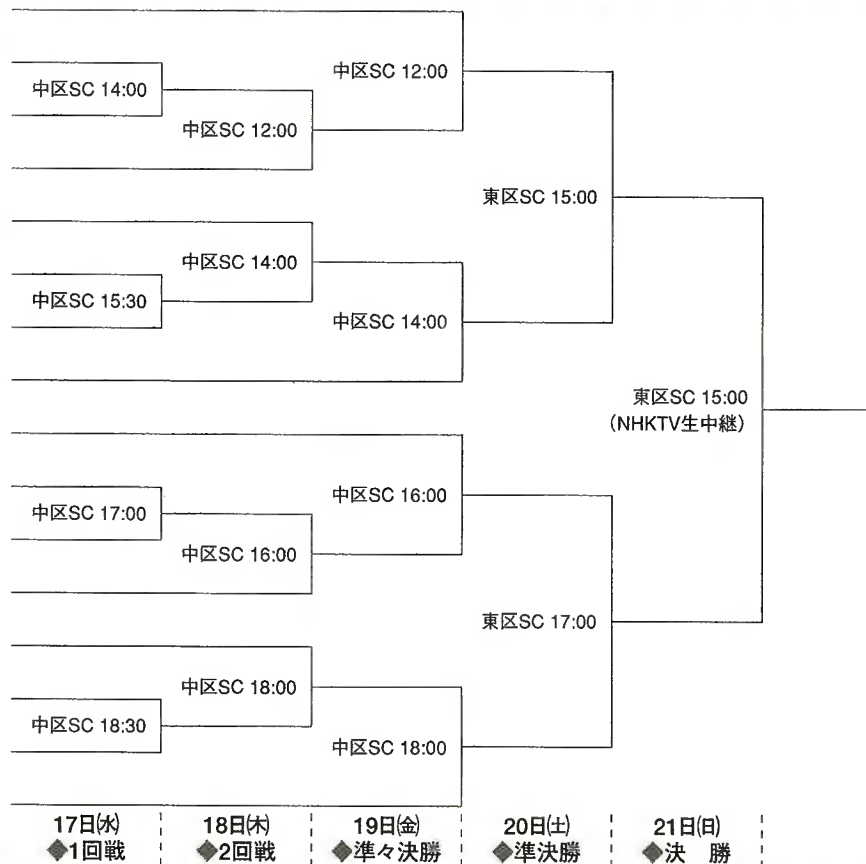 中区SC 12:00
中区SC 14:00
中区SC 12:00
東区SC 15:00
中区SC 14:00
中区SC 15:30
中区SC 14:00
東区SC 15:00
(NHKTV生中継)
中区SC 16:00
中区SC 17:00
中区SC 16:00
東区SC 17:00
中区SC 18:00
中区SC 18:30
中区SC 18:00
17日(水) 18日(木) 19日(金) 20日(土) 21日(日)
◆1回戦 ◆2回戦 ◆準々決勝 ◆準決勝 ◆決 勝